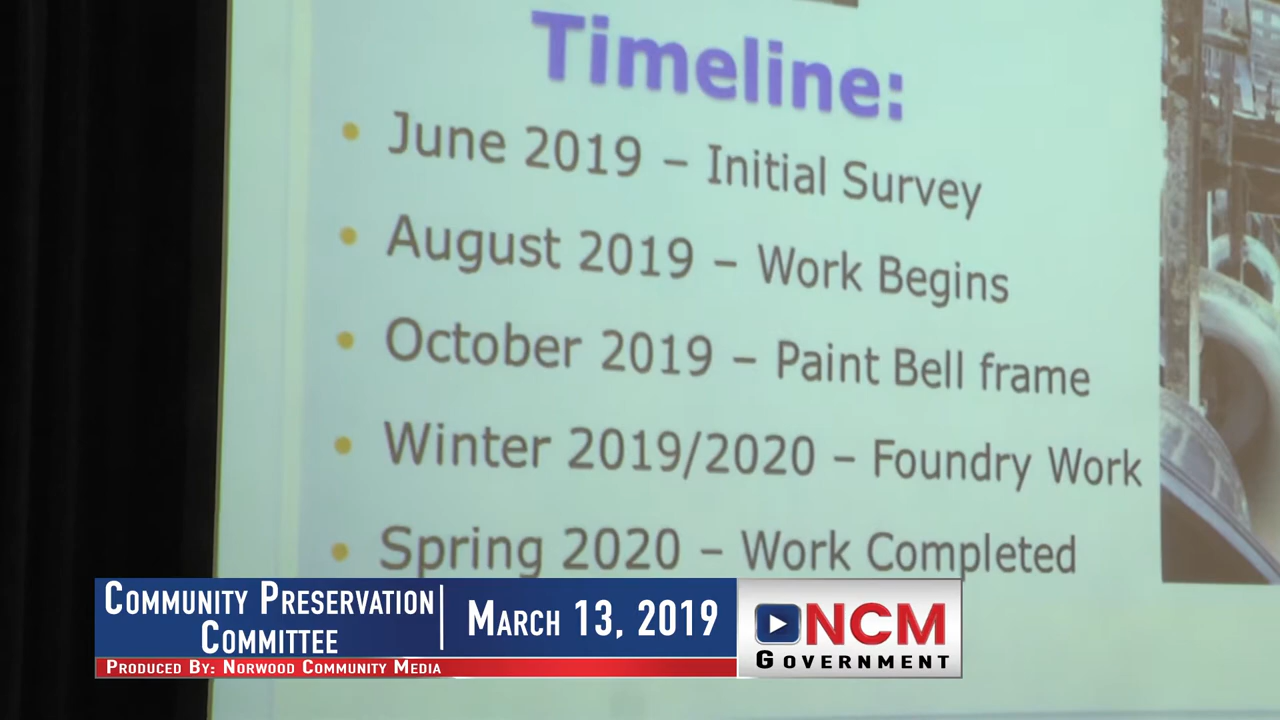 Timeline:
• June 2019 – Initial Survey
• August 2019 – Work Begins
• October 2019 – Paint Bell frame
• Winter 2019/2020 – Foundry Work
• Spring 2020 – Work Completed
Community Preservation
Committee
March 13, 2019
Produced By: Norwood Community Media
NCM
Government